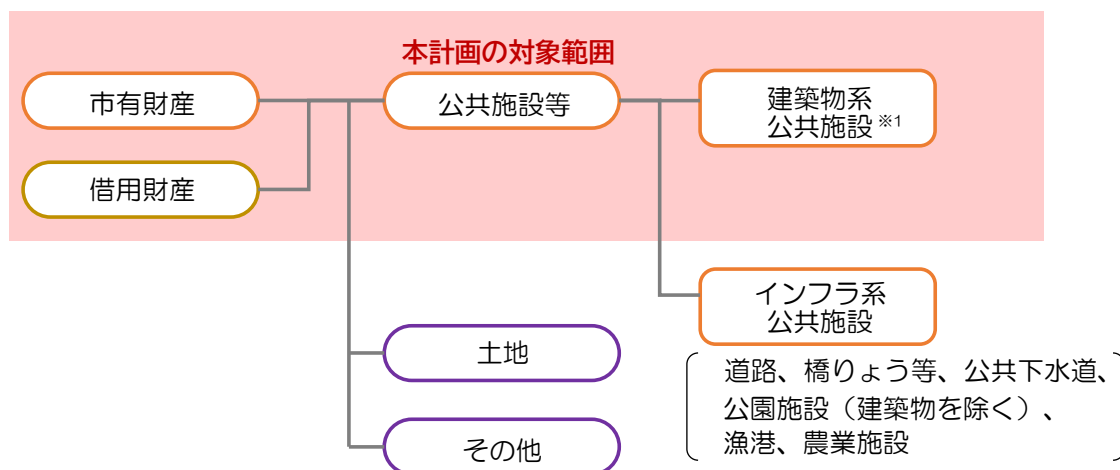 本計画の対象範囲
市有財産
公共施設等
建築物系
公共施設※1
借用財産
インフラ系
公共施設
土地
道路、橋りょう等、公共下水道、
公園施設（建築物を除く）、
漁港、農業施設
その他